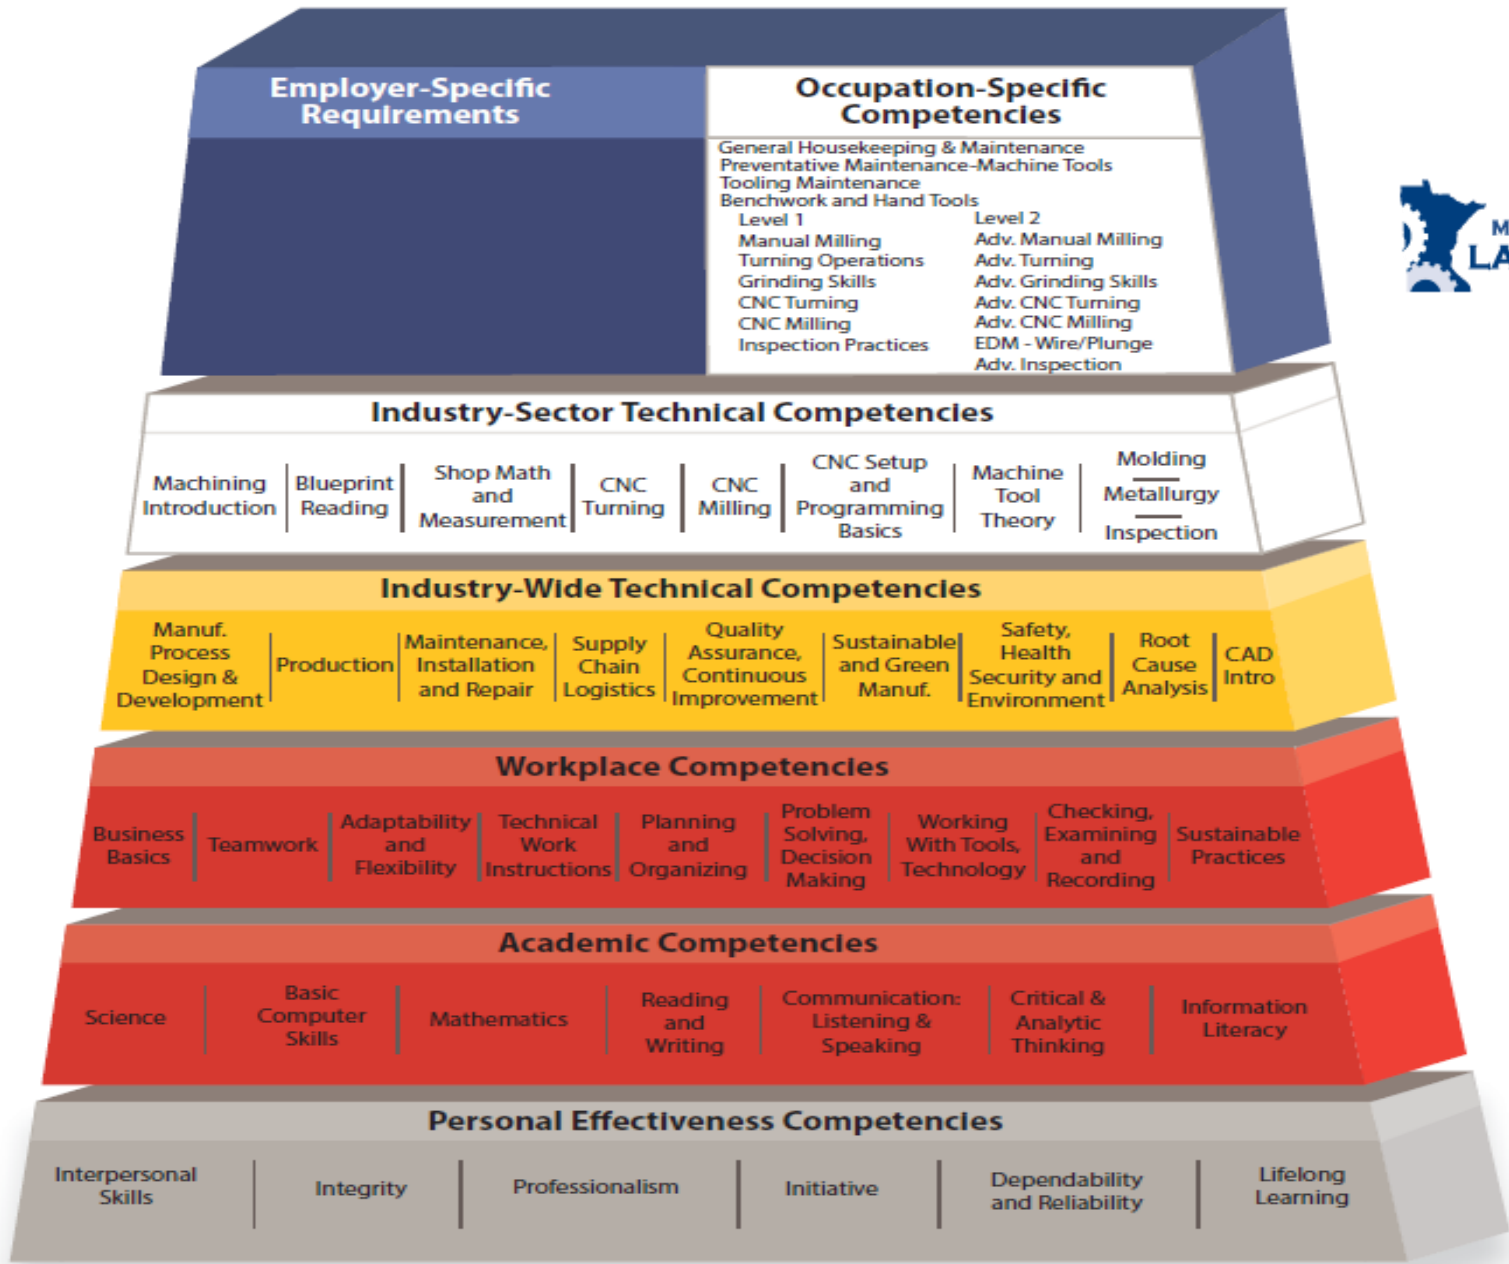 Employer-Specific
Requirements
Occupation-Specific
Competencies
General Housekeeping & Maintenance
Preventative Maintenance-Machine Tools
Tooling Maintenance
Benchwork and Hand Tools
Level 1
Manual Milling
Turning Operations
Grinding Skills
CNC Turning
CNC Milling
Inspection Practices
Level 2
Adv. Manual Milling
Adv. Turning
Adv. Grinding Skills
Adv. CNC Turning
Adv. CNC Milling
EDM - Wire/Plunge
Adv. Inspection
M
LA
Industry-Sector Technical Competencies
Machining
Introduction
Blueprint
Reading
Shop Math
and
Measurement
CNC
Turning
CNC
Milling
CNC Setup
and
Programming
Basics
Machine
Tool
Theory
Molding
Metallurgy
Inspection
Industry-Wide Technical Competencies
Manuf.
Process
Design &
Development
Production
Maintenance,
Installation
and Repair
Supply
Chain
Logistics
Quality
Assurance,
Continuous
Improvement
Sustainable
and Green
Manuf.
Safety,
Health
Security and
Environment
Root
Cause
Analysis
CAD
Intro
Workplace Competencies
Business
Basics
Teamwork
Adaptability
and
Flexibility
Technical
Work
Instructions
Planning
and
Organizing
Problem
Solving,
Decision
Making
Working
With Tools,
Technology
Checking,
Examining
and
Recording
Sustainable
Practices
Academic Competencies
Science
Basic
Computer
Skills
Mathematics
Reading
and
Writing
Communication:
Listening &
Speaking
Critical &
Analytic
Thinking
Information
Literacy
Personal Effectiveness Competencies
Interpersonal
Skills
Integrity
Professionalism
Initiative
Dependability
and Reliability
Lifelong
Learning